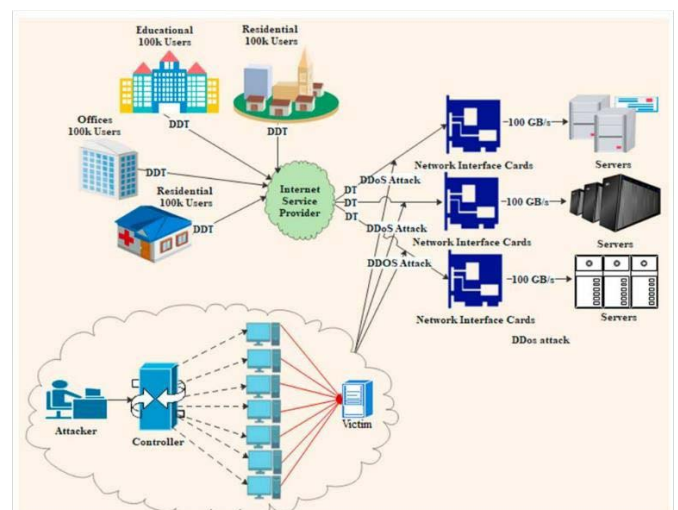 Educational
100k Users
Residential
100k Users
Offices
100k Users
DDT
DDT
DDT
Residential
100k Users
DDT
Internet
Service
Provider
DT
DT
DT
DDoS Attack
DDoS Attack
DDOS Attack
Network Interface Cards
100 GB/s
Servers
Network Interface Cards
100 GB/s
Servers
Network Interface Cards
100 GB/s
Servers
DDos attack
Attacker
Controller
Victim